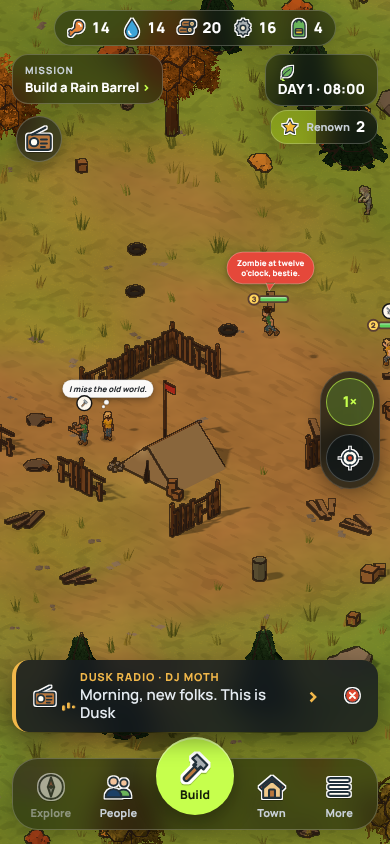 14
14
20
16
4
MISSION
Build a Rain Barrel ›
DAY 1 · 08:00
Renown 2
Zombie at twelve
o'clock, bestie.
3
2
I miss the old world.
1×
DUSK RADIO · DJ MOTH
Morning, new folks. This is
Dusk
Explore
People
Build
Town
More